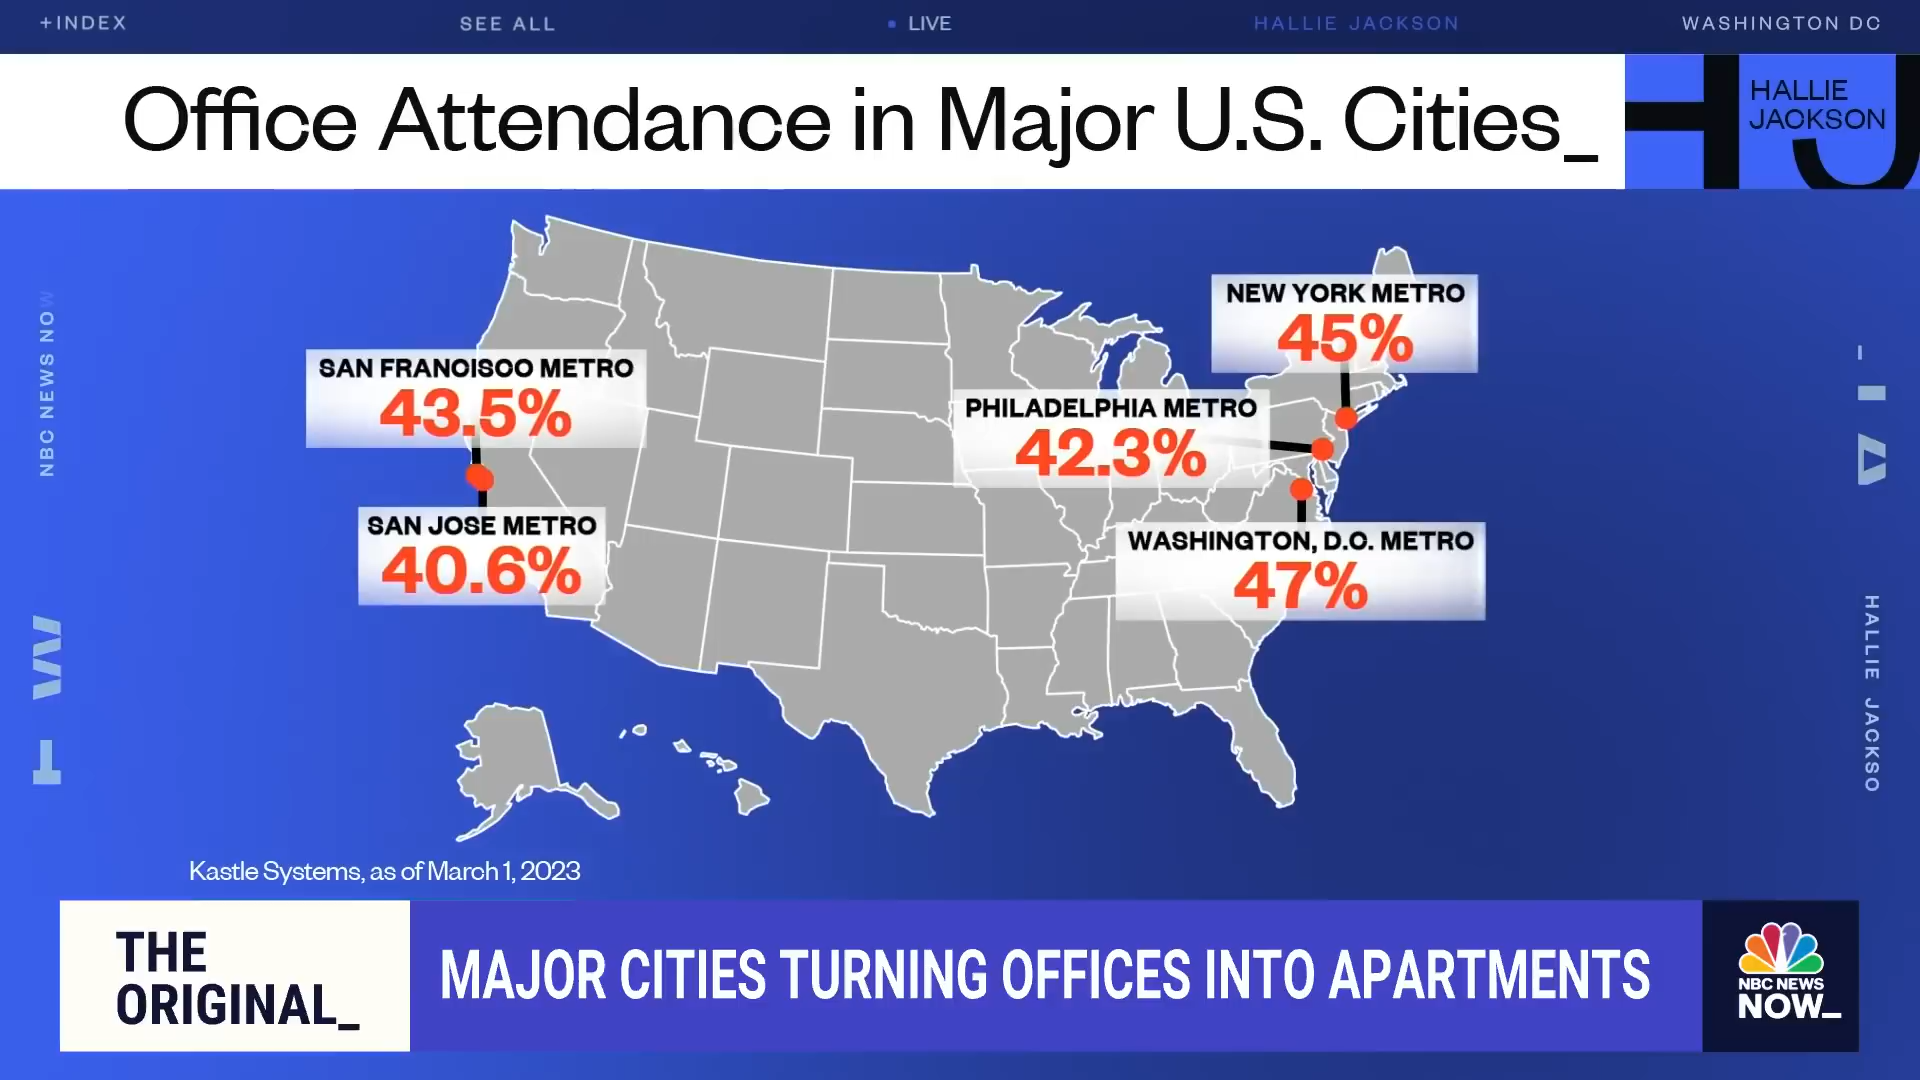 +INDEX
SEE ALL
LIVE
HALLIE JACKSON
WASHINGTON DC
Office Attendance in Major U.S. Cities_
HALLIE
JACKSON
NBC NEWS NOW
NEW YORK METRO
45%
SAN FRANCISCO METRO
43.5%
PHILADELPHIA METRO
42.3%
SAN JOSE METRO
40.6%
WASHINGTON, D.C. METRO
47%
HALLIE JACKSO
Kastle Systems, as of March 1, 2023
THE
ORIGINAL_
MAJOR CITIES TURNING OFFICES INTO APARTMENTS
NBC NEWS
NOW_